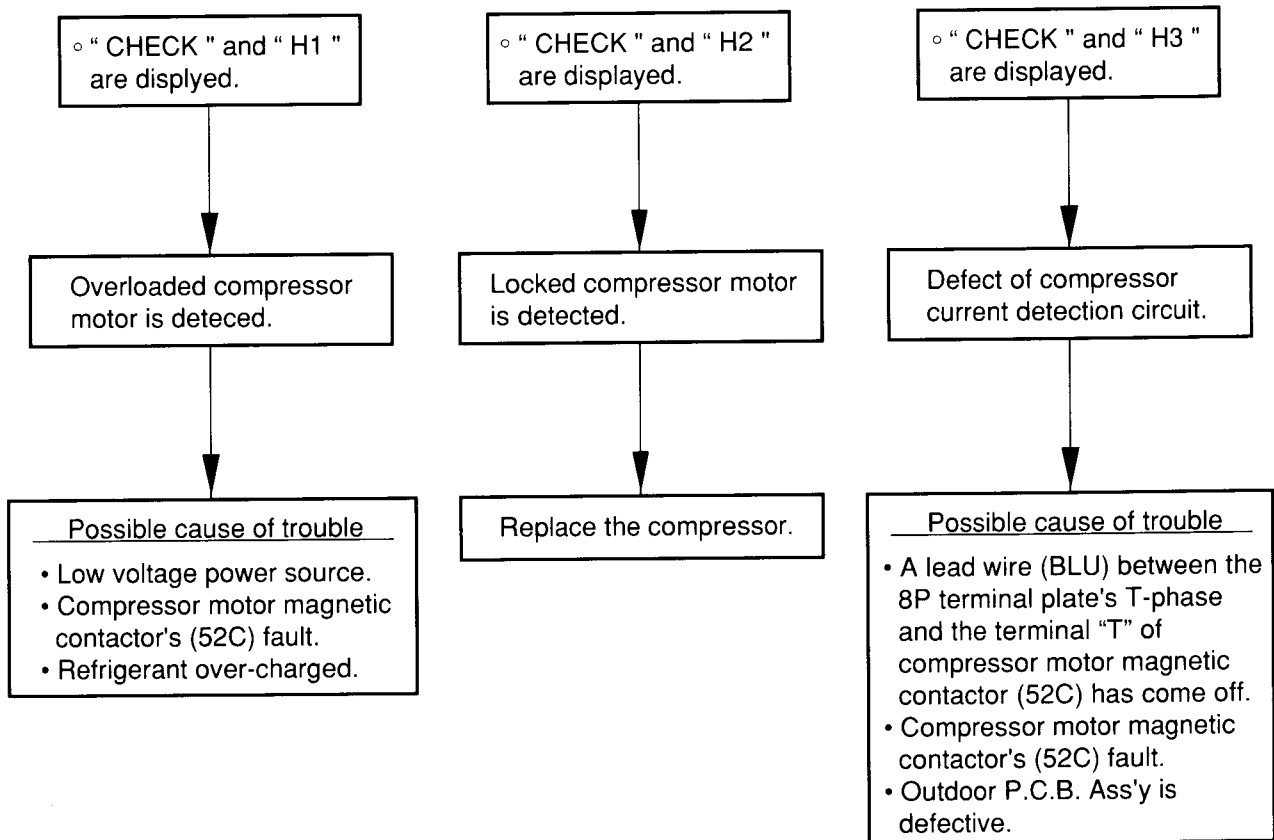 ○ “ CHECK " and “ H1 "
are displyed.
Overloaded compressor
motor is deteced.
Possible cause of trouble
• Low voltage power source.
• Compressor motor magnetic
contactor's (52C) fault.
• Refrigerant over-charged.
○ “ CHECK " and “ H2 "
are displayed.
Locked compressor motor
is detected.
Replace the compressor.
○ “ CHECK " and “ H3 "
are displayed.
Defect of compressor
current detection circuit.
Possible cause of trouble
• A lead wire (BLU) between the
8P terminal plate's T-phase
and the terminal “T” of
compressor motor magnetic
contactor (52C) has come off.
• Compressor motor magnetic
contactor's (52C) fault.
• Outdoor P.C.B. Ass'y is
defective.